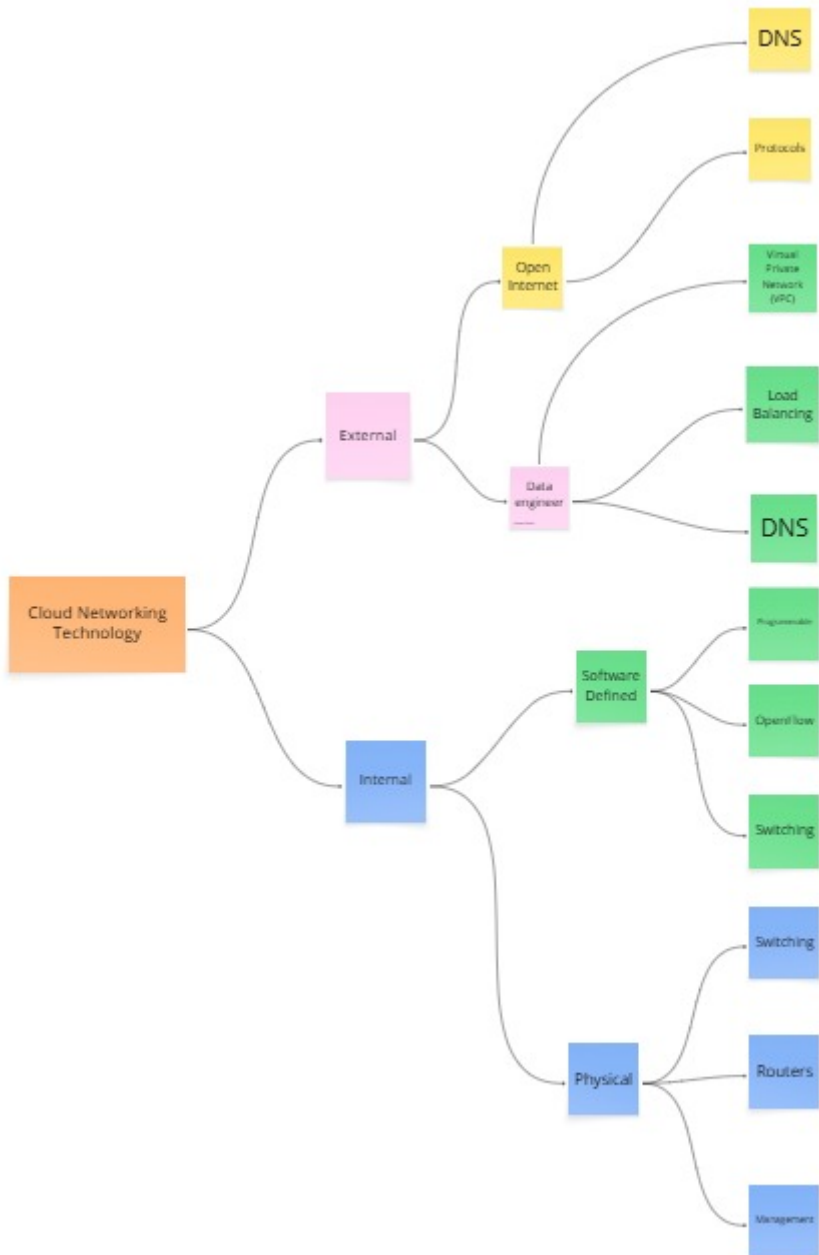 DNS
Protocols
Open
Internet
Virtual
Private
Network
(VPC)
External
Load
Balancing
Data
engineer
DNS
Cloud Networking
Technology
Programmable
Software
Defined
OpenFlow
Internal
Switching
Switching
Physical
Routers
Management